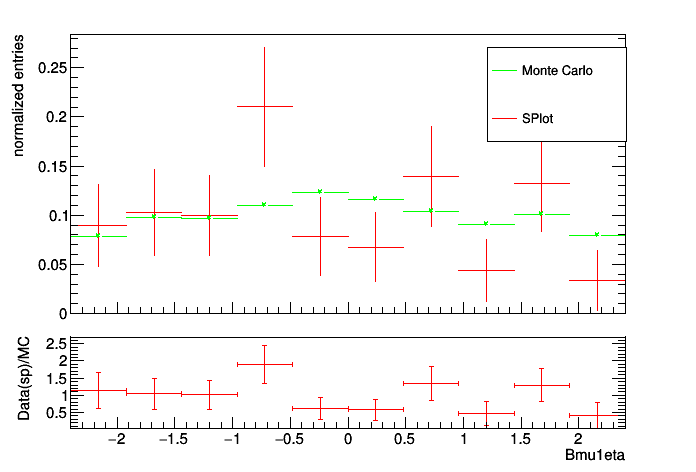 normalized entries
0.25
0.2
0.15
0.1
0.05
0
Monte Carlo
SPlot
Data(sp)/MC
2.5
2
1.5
1
0.5
−2 −1.5 −1 −0.5 0 0.5 1 1.5 2
Bmu1eta